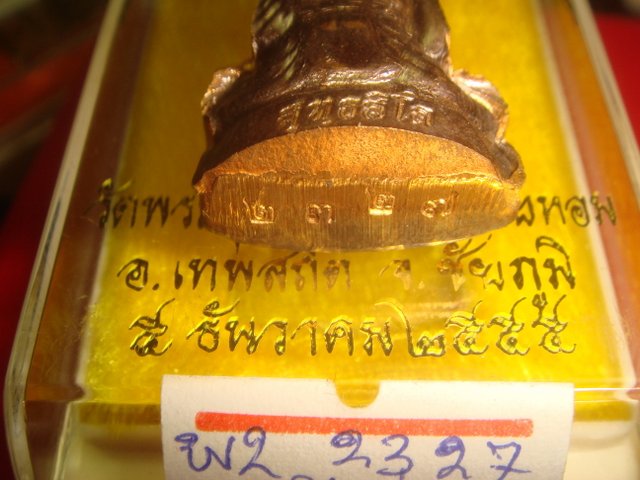 สุทธสีโล
๒๓๒๗
วัดพร
หอม
อ.เทพสถิต จ.ชัยภูมิ
๕ ธันวาคม ๒๕๕๕
พ2 2327